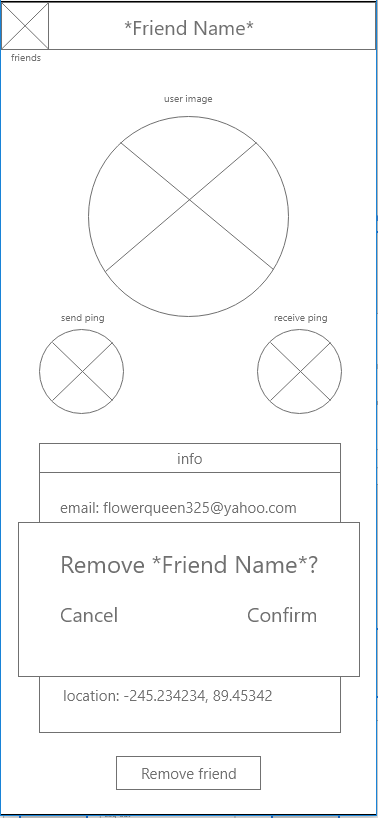 *Friend Name*
friends
user image
send ping
receive ping
info
email: flowerqueen325@yahoo.com
Remove *Friend Name*?
Cancel
Confirm
location: -245.234234, 89.45342
Remove friend